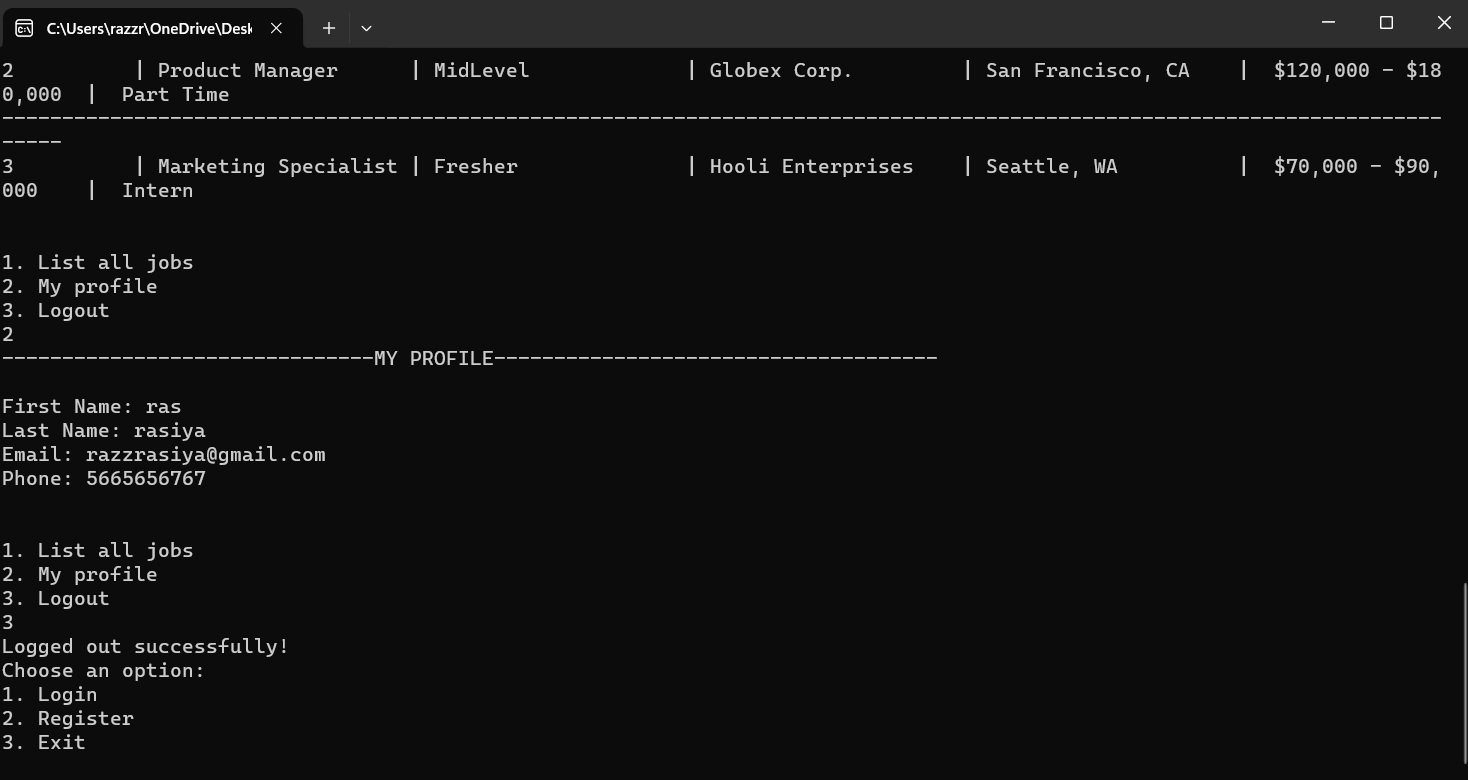 C:\Users\razzr\OneDrive\Desk
2          | Product Manager      | MidLevel             | Globex Corp.         | San Francisco, CA    |  $120,000 - $18
0,000  |  Part Time
------------------------------------------------------------------------------------------------------------------------
-----
3          | Marketing Specialist | Fresher              | Hooli Enterprises    | Seattle, WA          |  $70,000 - $90,
000    |  Intern
1. List all jobs
2. My profile
3. Logout
2
-------------------------------MY PROFILE-------------------------------------
First Name: ras
Last Name: rasiya
Email: razzrasiya@gmail.com
Phone: 5665656767
1. List all jobs
2. My profile
3. Logout
3
Logged out successfully!
Choose an option:
1. Login
2. Register
3. Exit